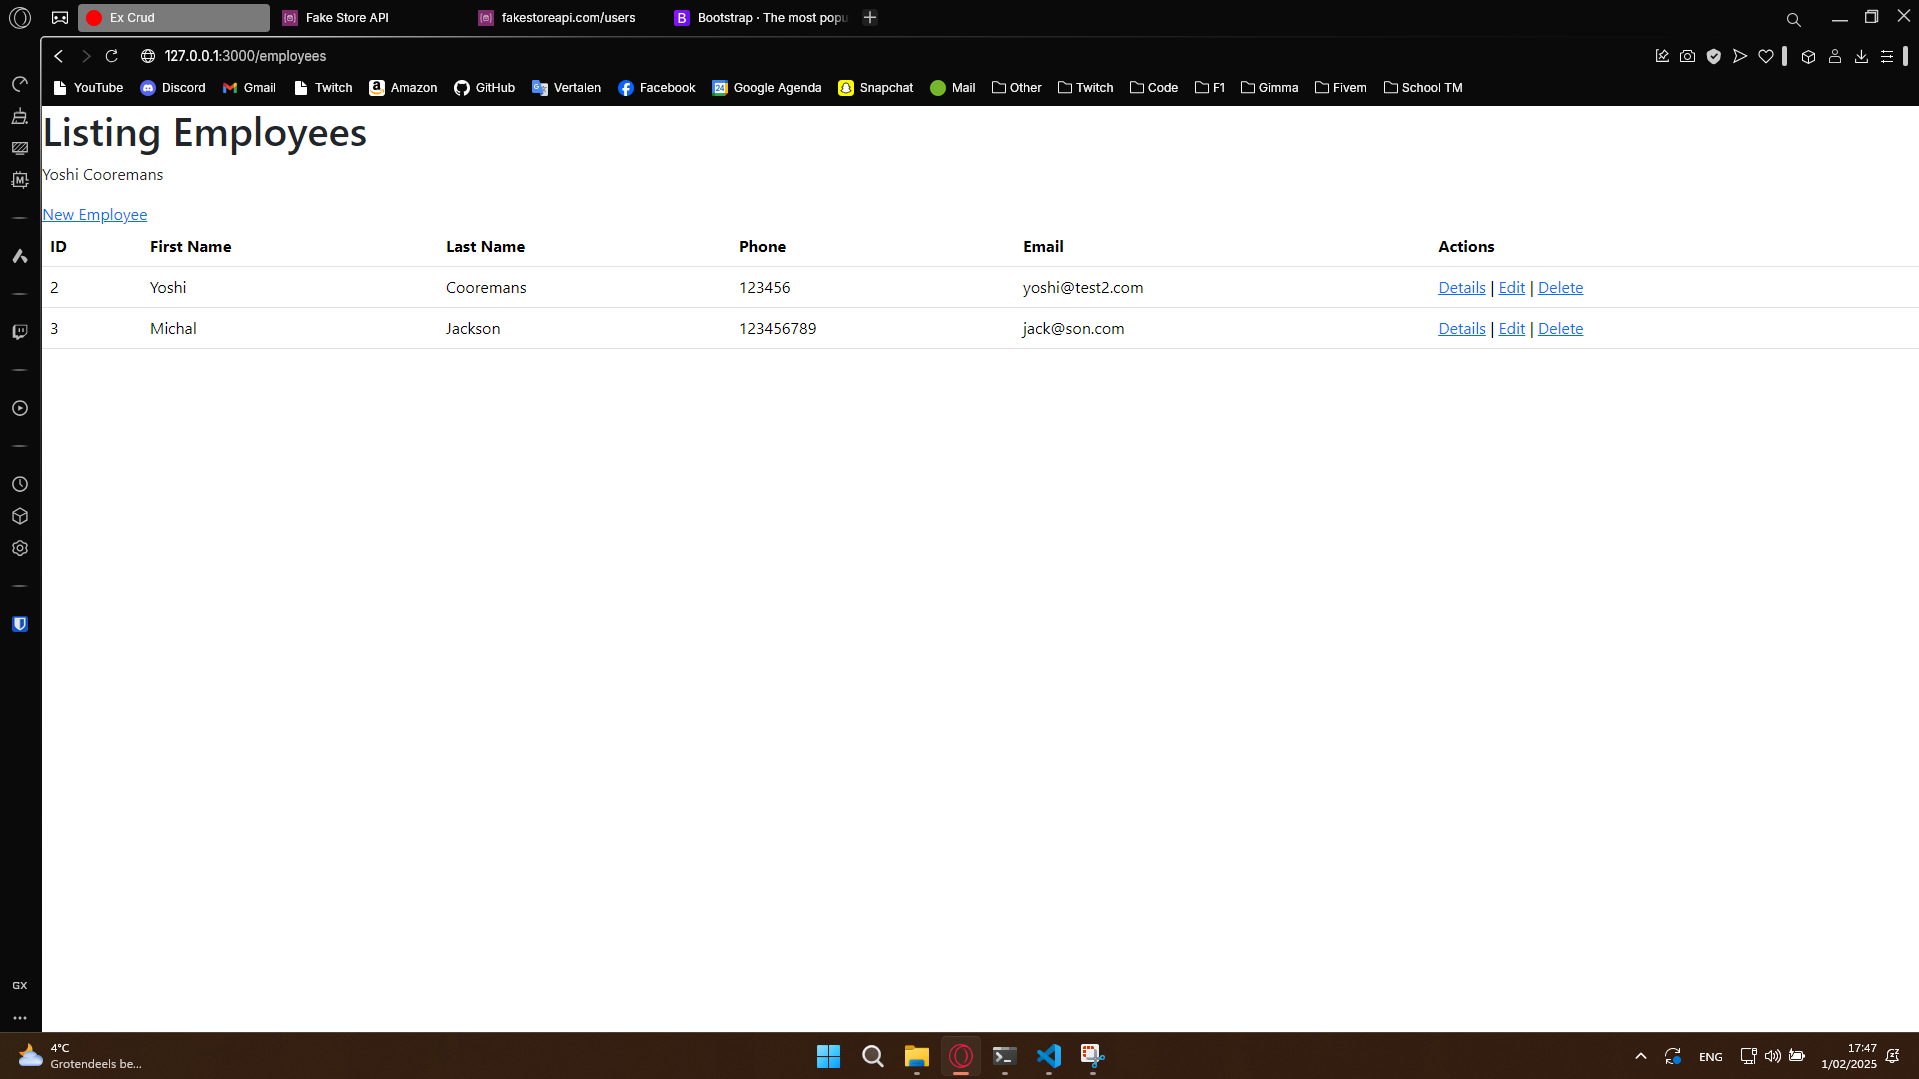 Ex Crud Fake Store API fakestoreapi.com/users Bootstrap · The most popu
127.0.0.1:3000/employees
YouTube Discord Gmail Twitch Amazon GitHub Vertalen Facebook 24 Google Agenda Snapchat Mail Other Twitch Code F1 Gimma Fivem School TM
Listing Employees
Yoshi Cooremans
New Employee
ID First Name Last Name Phone Email Actions
2 Yoshi Cooremans 123456 yoshi@test2.com Details | Edit | Delete
3 Michal Jackson 123456789 jack@son.com Details | Edit | Delete
GX
4°C
Grotendeels be...
ENG
17:47
1/02/2025